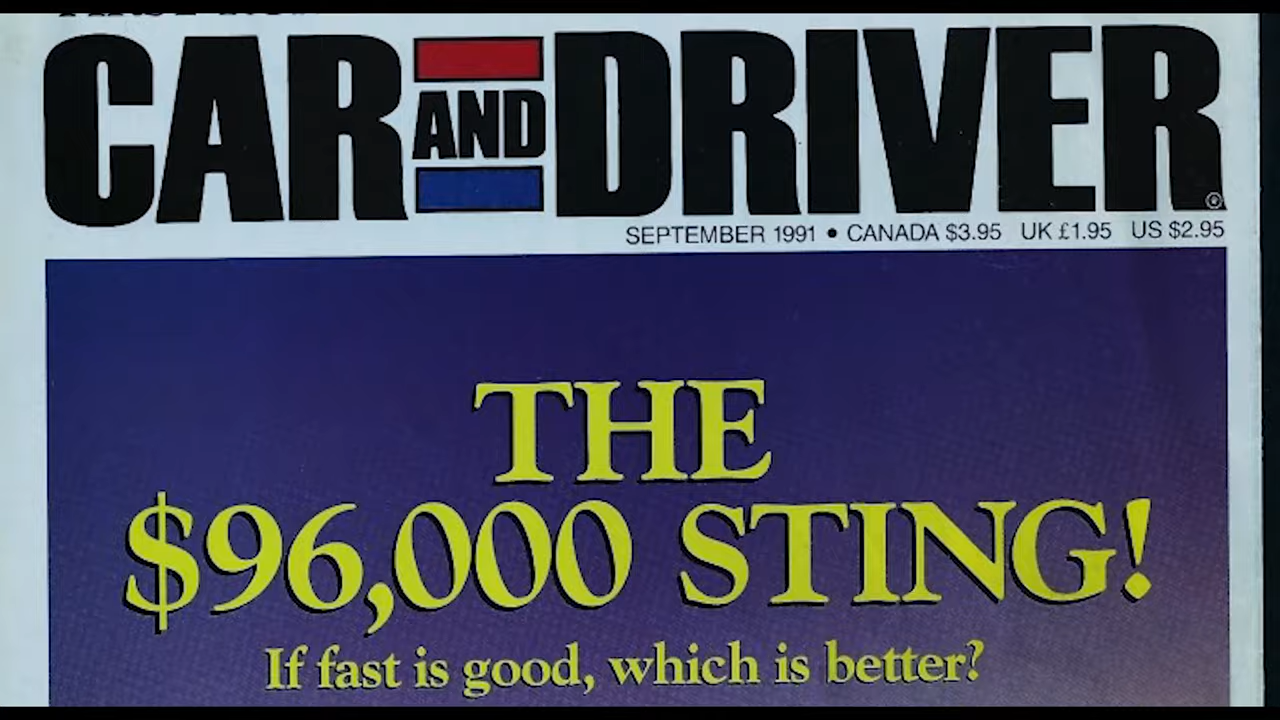 CAR AND DRIVER
SEPTEMBER 1991 • CANADA $3.95 UK £1.95 US $2.95
THE
$96,000 STING!
If fast is good, which is better?